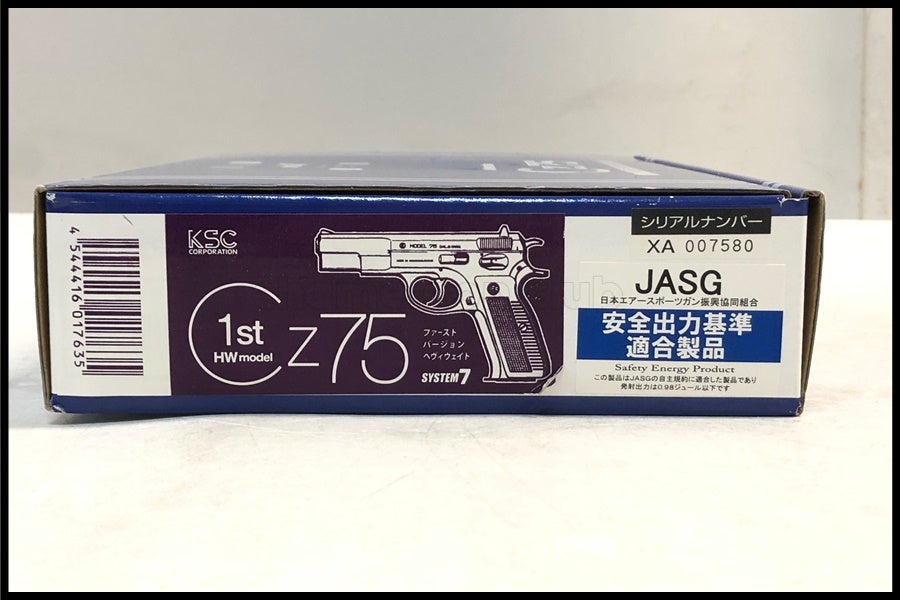 4 544416 017635
KSC
CORPORATION
1st
HW model
Cz75
MODEL 75
ファースト
バージョン
ヘヴィウェイト
SYSTEM 7
シリアルナンバー
XA 007580
JASG
日本エアースポーツガン振興協同組合
安全出力基準
適合製品
Safety Energy Product
この製品はJASGの自主規約に適合した製品であり
発射出力は0.98ジュール以下です